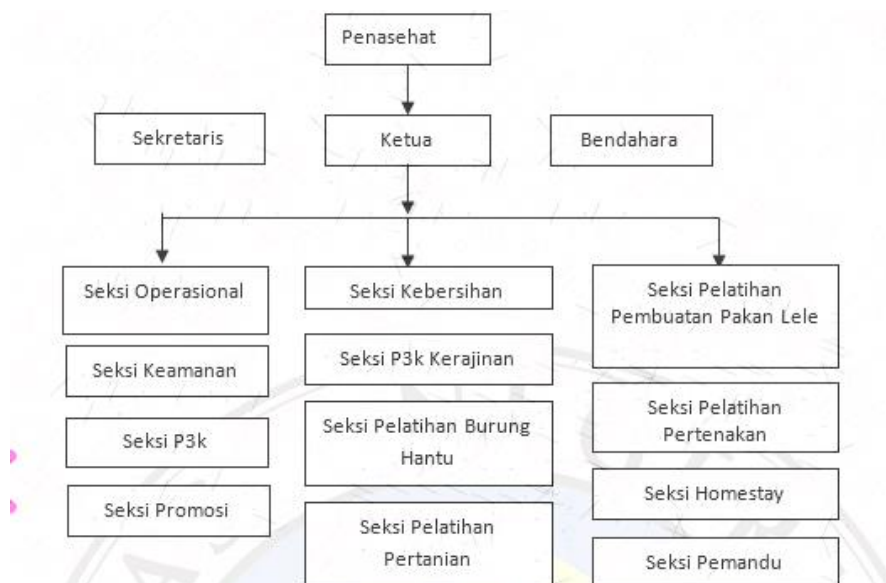 Penasehat
Sekretaris
Ketua
Bendahara
Seksi Operasional
Seksi Kebersihan
Seksi Pelatihan
Pembuatan Pakan Lele
Seksi Keamanan
Seksi P3k Kerajinan
Seksi Pelatihan
Pertenakan
Seksi P3k
Seksi Pelatihan Burung
Hantu
Seksi Homestay
Seksi Promosi
Seksi Pelatihan
Pertanian
Seksi Pemandu